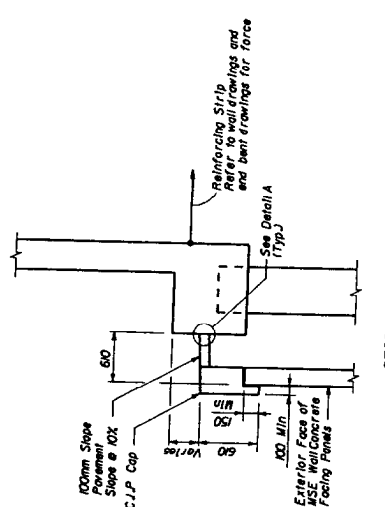 Reinforcing Strip
Refer to wall drawings and
end bent drawings for force
See Detail A
(Typ.)
610
100mm Slope
Pavement
Slope @ 10%
C.I.P Cap
Varies
610
150
Min
100 Min
Exterior Face of
MSE Wall Concrete
Facing Panels